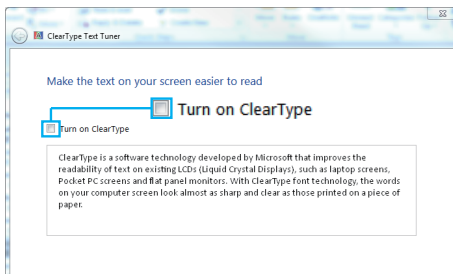 ClearType Text Tuner
Make the text on your screen easier to read
Turn on ClearType
Turn on ClearType
ClearType is a software technology developed by Microsoft that improves the
readability of text on existing LCDs (Liquid Crystal Displays), such as laptop screens,
Pocket PC screens and flat panel monitors. With ClearType font technology, the words
on your computer screen look almost as sharp and clear as those printed on a piece of
paper.